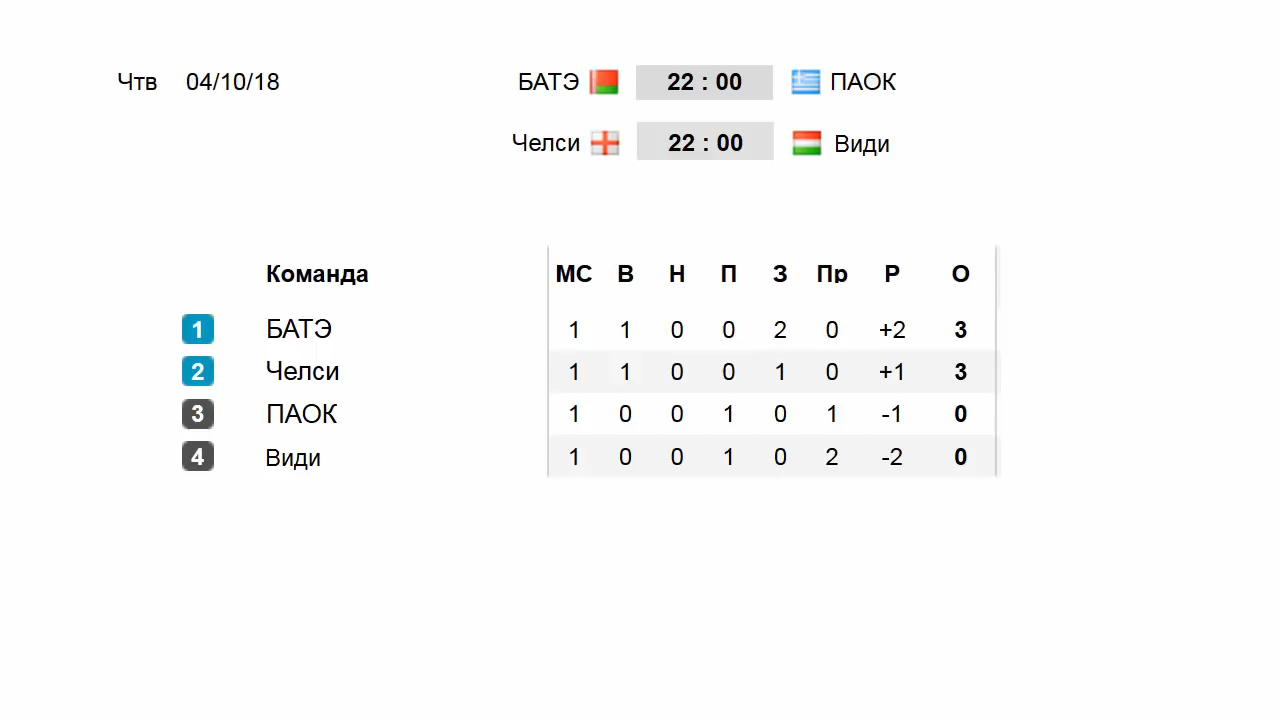 Чтв 04/10/18 БАТЭ 22 : 00 ПАОК
Челси 22 : 00 Види
Команда МС В Н П З Пр Р О
1 БАТЭ 1 1 0 0 2 0 +2 3
2 Челси 1 1 0 0 1 0 +1 3
3 ПАОК 1 0 0 1 0 1 -1 0
4 Види 1 0 0 1 0 2 -2 0